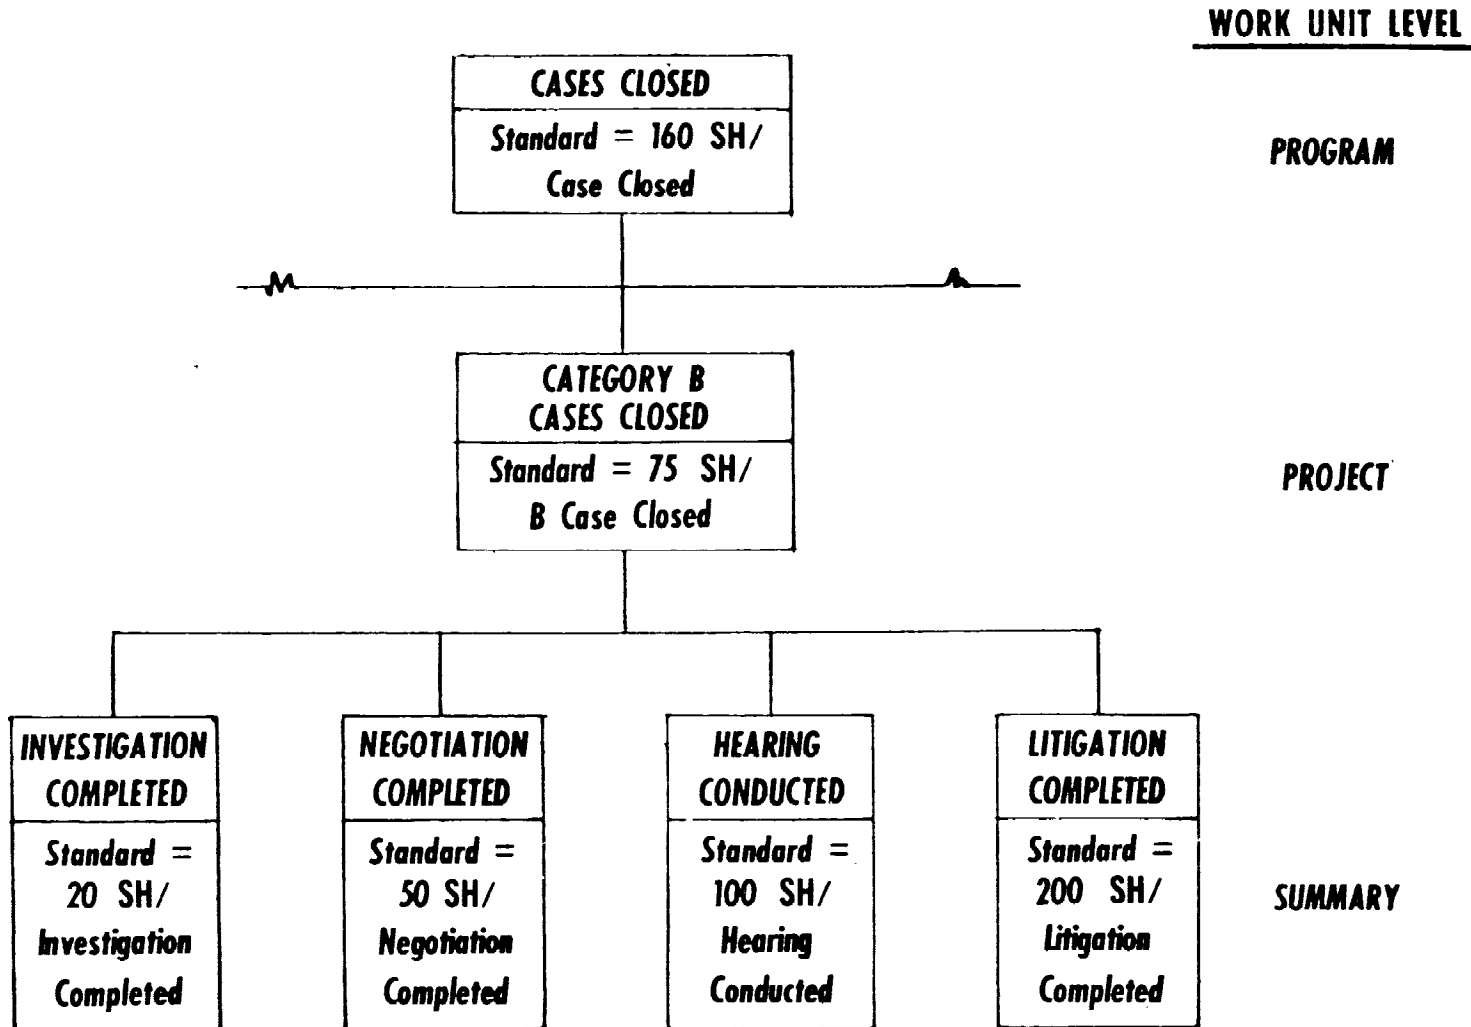 WORK UNIT LEVEL
CASES CLOSED
Standard = 160 SH/
Case Closed
PROGRAM
CATEGORY B
CASES CLOSED
Standard = 75 SH/
B Case Closed
PROJECT
INVESTIGATION
COMPLETED
Standard =
20 SH/
Investigation
Completed
NEGOTIATION
COMPLETED
Standard =
50 SH/
Negotiation
Completed
HEARING
CONDUCTED
Standard =
100 SH/
Hearing
Conducted
LITIGATION
COMPLETED
Standard =
200 SH/
Litigation
Completed
SUMMARY